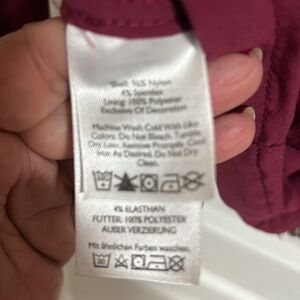 Shell: 96% Nylon
4% Spandex
Lining: 100% Polyester
Exclusive Of Decoration
Machine Wash Cold With Like
Colors. Do Not Bleach. Tumble
Dry Low. Remove Promptly. Cool
Iron As Desired. Do Not Dry
Clean.
4% ELASTHAN
FUTTER: 100% POLYESTER
AUßER VERZIERUNG
Mit ähnlichen Farben waschen.